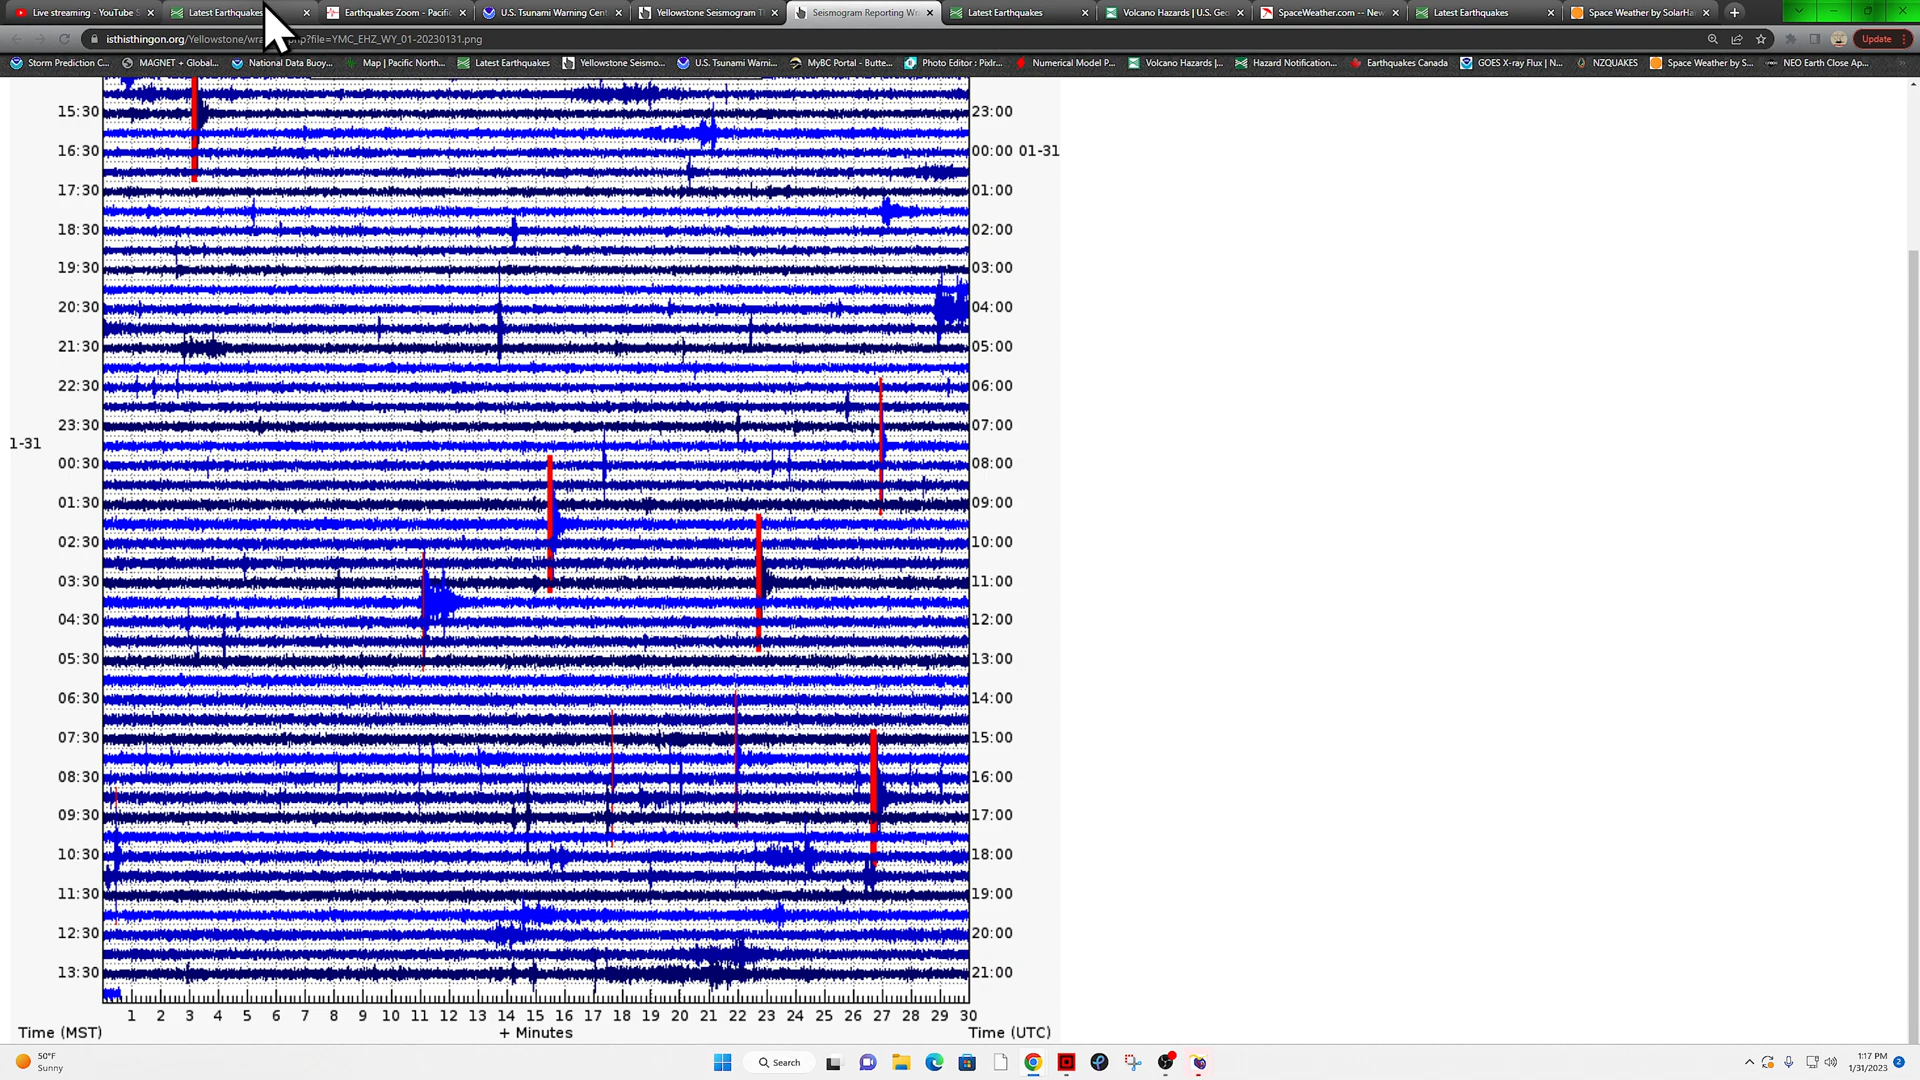 Live streaming - YouTube S
Latest Earthquakes
Earthquakes Zoom - Pacific
U.S. Tsunami Warning Cent
Yellowstone Seismogram T
Seismogram Reporting Wr
Latest Earthquakes
Volcano Hazards | U.S. Geo
SpaceWeather.com -- New
Latest Earthquakes
Space Weather by SolarHa
Update
Storm Prediction C...
MAGNET + Global...
National Data Buoy...
Map | Pacific North...
Latest Earthquakes
Yellowstone Seismo...
U.S. Tsunami Warni...
MyBC Portal - Butte...
Photo Editor : Pixlr...
Numerical Model P...
Volcano Hazards |...
Hazard Notification...
Earthquakes Canada
GOES X-ray Flux | N...
NZQUAKES
Space Weather by S...
NEO Earth Close Ap...
15:30 23:00
16:30 00:00 01-31
17:30 01:00
18:30 02:00
19:30 03:00
20:30 04:00
21:30 05:00
22:30 06:00
23:30 07:00
1-31
00:30 08:00
01:30 09:00
02:30 10:00
03:30 11:00
04:30 12:00
05:30 13:00
06:30 14:00
07:30 15:00
08:30 16:00
09:30 17:00
10:30 18:00
11:30 19:00
12:30 20:00
13:30 21:00
1 2 3 4 5 6 7 8 9 10 11 12 13 14 15 16 17 18 19 20 21 22 23 24 25 26 27 28 29 30
Time (MST) + Minutes Time (UTC)
50°F
Sunny
Search
1:17 PM
1/31/2023
2